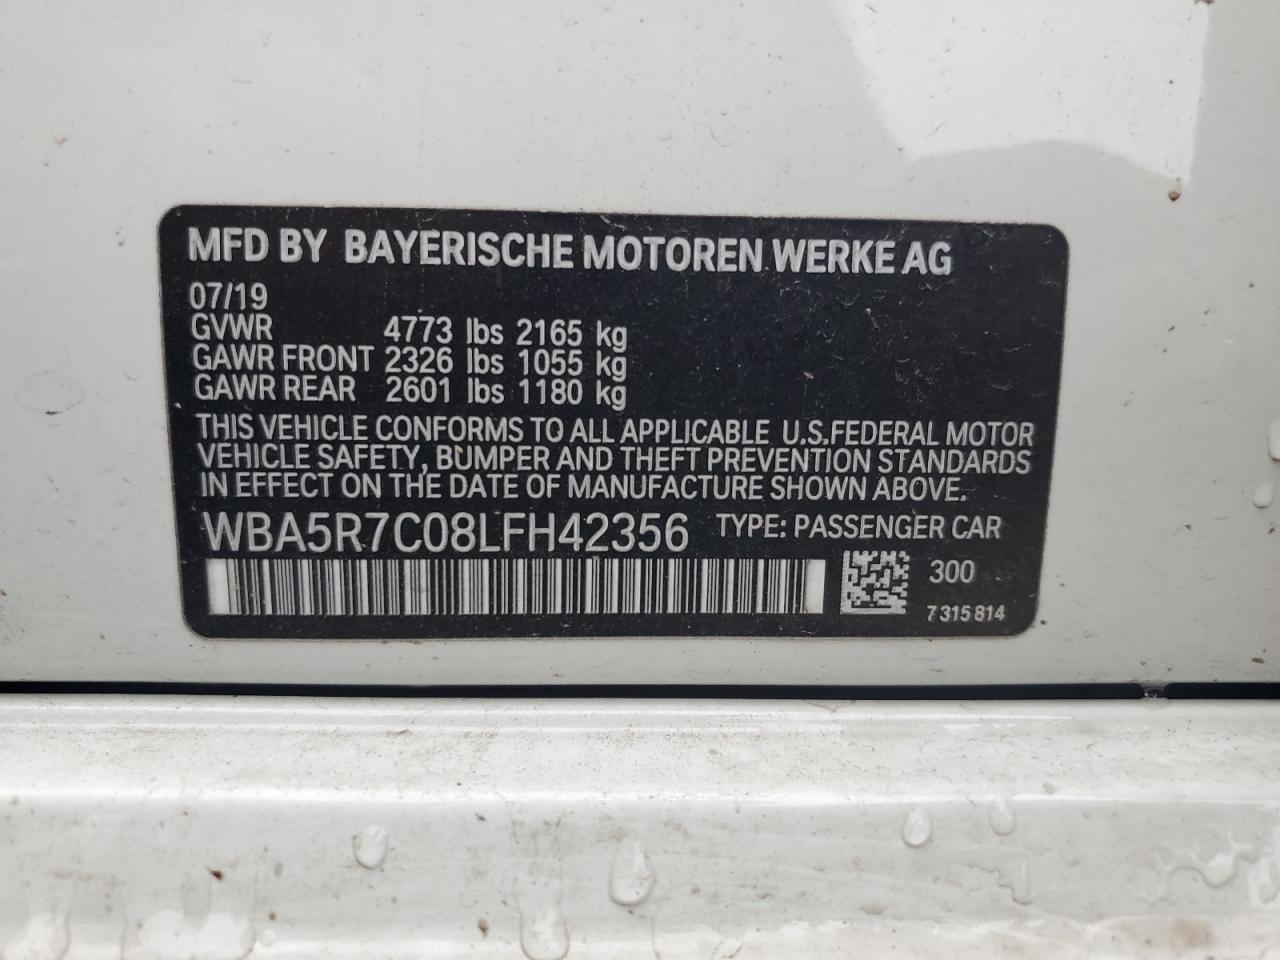 MFD BY BAYERISCHE MOTOREN WERKE AG
07/19
GVWR 4773 lbs 2165 kg
GAWR FRONT 2326 lbs 1055 kg
GAWR REAR 2601 lbs 1180 kg
THIS VEHICLE CONFORMS TO ALL APPLICABLE U.S.FEDERAL MOTOR
VEHICLE SAFETY, BUMPER AND THEFT PREVENTION STANDARDS
IN EFFECT ON THE DATE OF MANUFACTURE SHOWN ABOVE.
WBA5R7C08LFH42356 TYPE: PASSENGER CAR
300
7 315 814